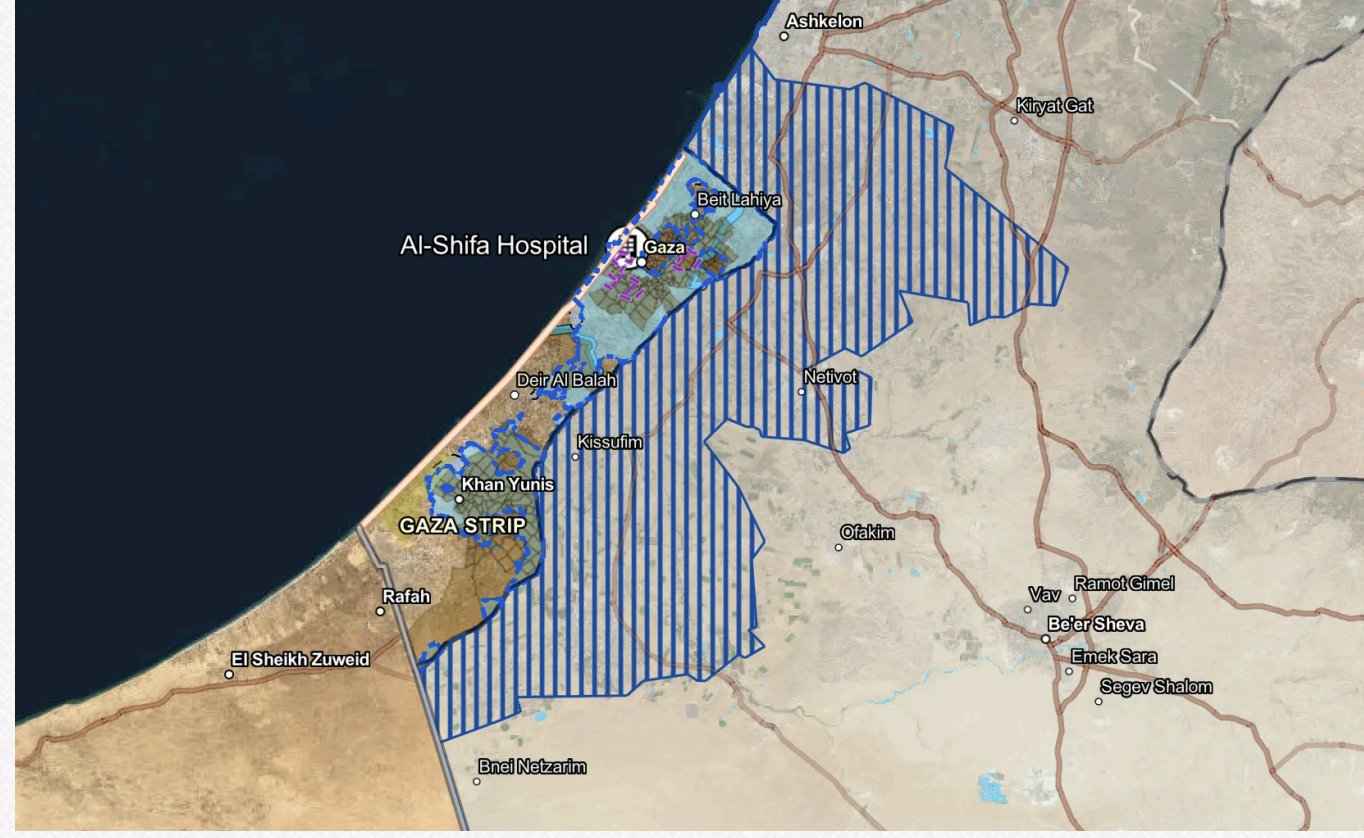 Ashkelon
Kiryat Gat
Beit Lahiya
Al-Shifa Hospital
Gaza
Deir Al Balah
Netivot
Kissufim
Khan Yunis
GAZA STRIP
Ofakim
Ramot Gimel
Vav
Rafah
Be'er Sheva
El Sheikh Zuweid
Emek Sara
Segev Shalom
Bnei Netzarim